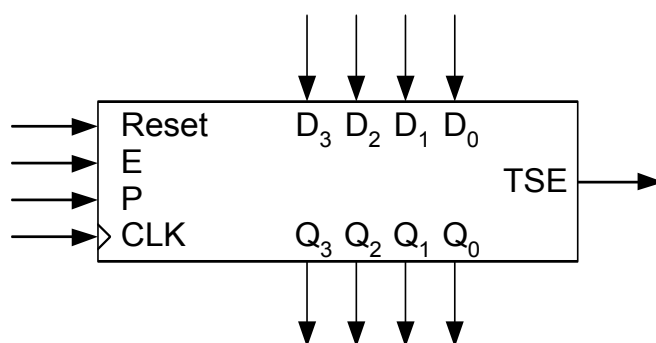 Reset D₃ D₂ D₁ D₀
E
TSE
P
CLK Q₃ Q₂ Q₁ Q₀